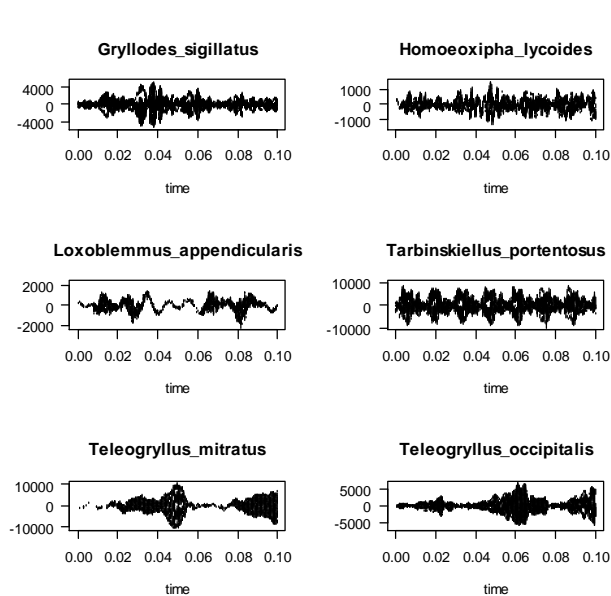 Gryllodes_sigillatus
4000
0
-4000
0.00 0.02 0.04 0.06 0.08 0.10
time
Homoeoxipha_lycoides
1000
0
-1000
0.00 0.02 0.04 0.06 0.08 0.10
time
Loxoblemmus_appendicularis
2000
0
-2000
0.00 0.02 0.04 0.06 0.08 0.10
time
Tarbinskiellus_portentosus
10000
0
-10000
0.00 0.02 0.04 0.06 0.08 0.10
time
Teleogryllus_mitratus
10000
0
-10000
0.00 0.02 0.04 0.06 0.08 0.10
time
Teleogryllus_occipitalis
5000
0
-5000
0.00 0.02 0.04 0.06 0.08 0.10
time